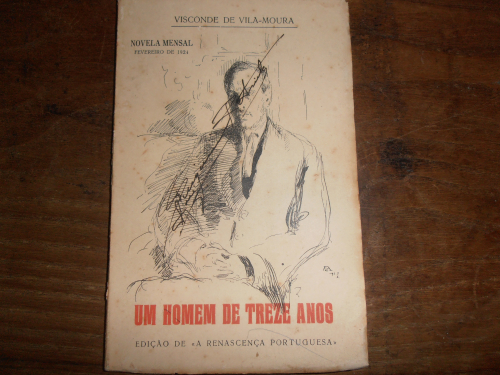 VISCONDE DE VILA-MOURA
NOVELA MENSAL
FEVEREIRO DE 1924
UM HOMEM DE TREZE ANOS
EDIÇÃO DE «A RENASCENÇA PORTUGUESA»